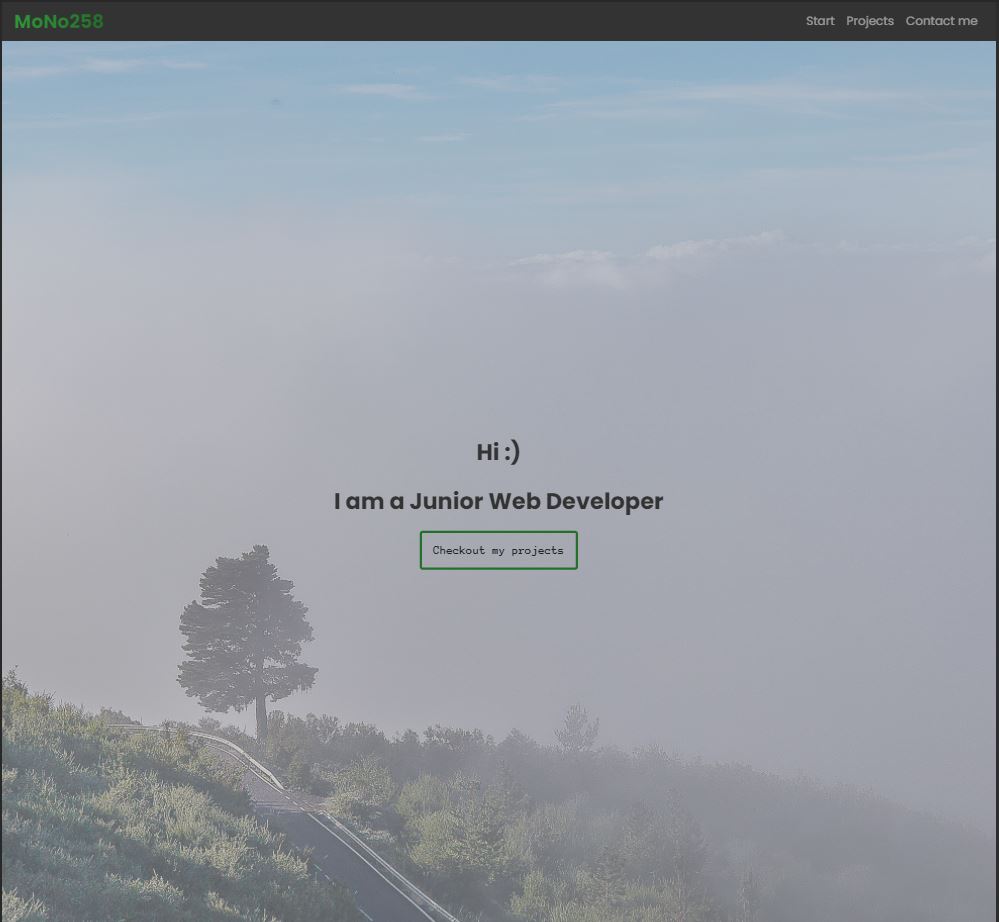 MoNo258
Start Projects Contact me
Hi :)
I am a Junior Web Developer
Checkout my projects